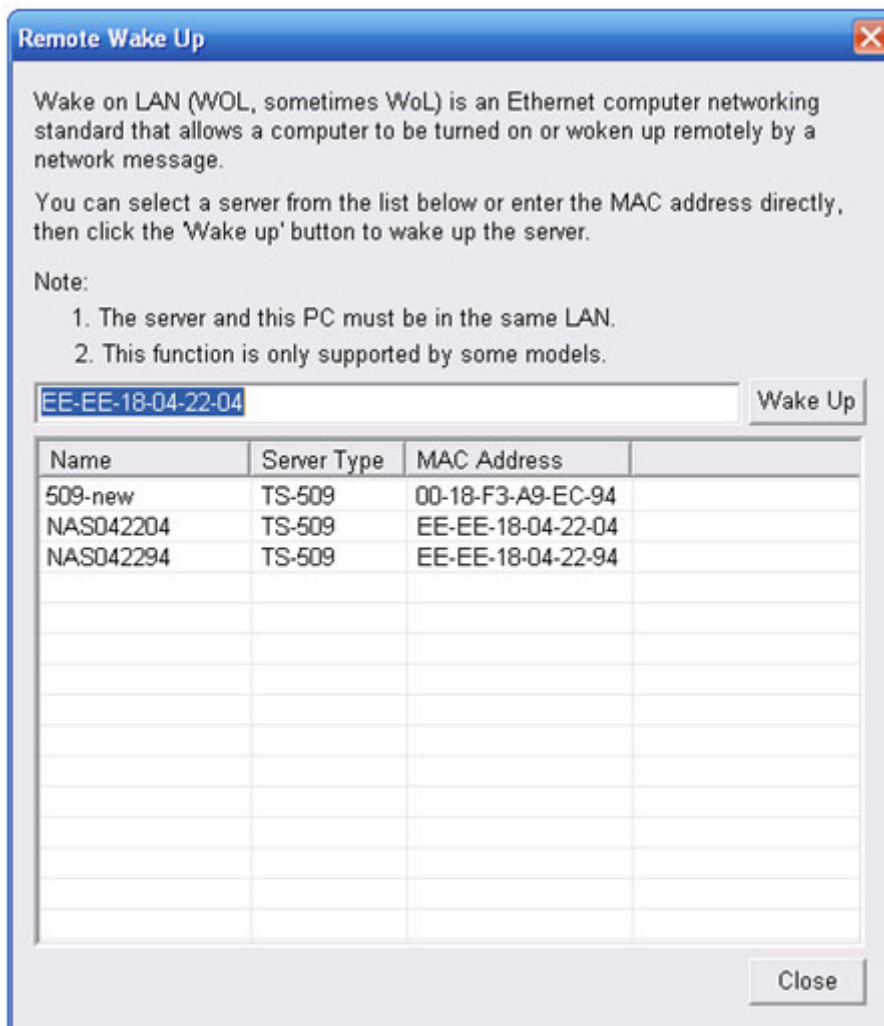 Remote Wake Up
Wake on LAN (WOL, sometimes WoL) is an Ethernet computer networking
standard that allows a computer to be turned on or woken up remotely by a
network message.
You can select a server from the list below or enter the MAC address directly,
then click the 'Wake up' button to wake up the server.
Note:
1. The server and this PC must be in the same LAN.
2. This function is only supported by some models.
EE-EE-18-04-22-04 Wake Up
Name Server Type MAC Address
509-new TS-509 00-18-F3-A9-EC-94
NAS042204 TS-509 EE-EE-18-04-22-04
NAS042294 TS-509 EE-EE-18-04-22-94
Close